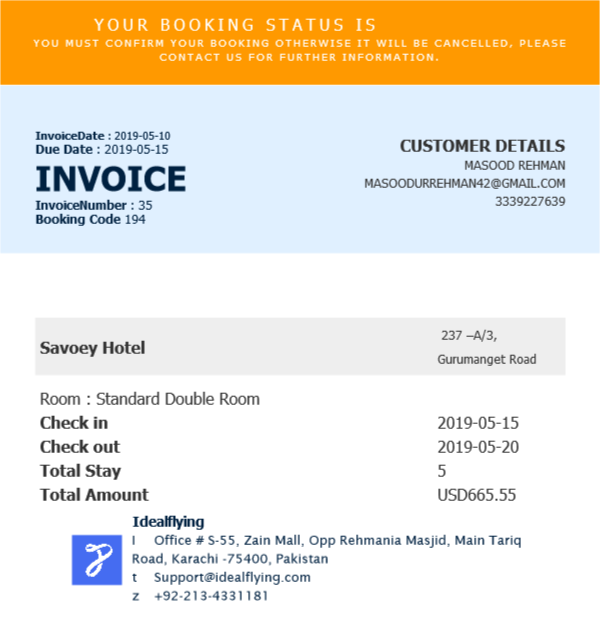 YOUR BOOKING STATUS IS
YOU MUST CONFIRM YOUR BOOKING OTHERWISE IT WILL BE CANCELLED, PLEASE
CONTACT US FOR FURTHER INFORMATION.
InvoiceDate : 2019-05-10
Due Date : 2019-05-15
INVOICE
InvoiceNumber : 35
Booking Code 194
CUSTOMER DETAILS
MASOOD REHMAN
MASOODURREHMAN42@GMAIL.COM
3339227639
Savoey Hotel
237 –A/3,
Gurumanget Road
Room : Standard Double Room
Check in 2019-05-15
Check out 2019-05-20
Total Stay 5
Total Amount USD665.55
Idealflying
l Office # S-55, Zain Mall, Opp Rehmania Masjid, Main Tariq
Road, Karachi -75400, Pakistan
t Support@idealflying.com
z +92-213-4331181